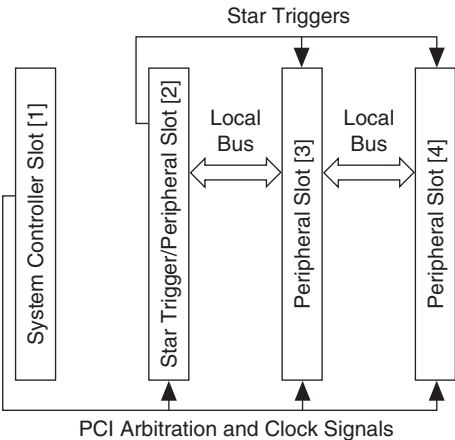 Star Triggers
System Controller Slot [1]
Star Trigger/Peripheral Slot [2]
Local
Bus
Peripheral Slot [3]
Local
Bus
Peripheral Slot [4]
PCI Arbitration and Clock Signals